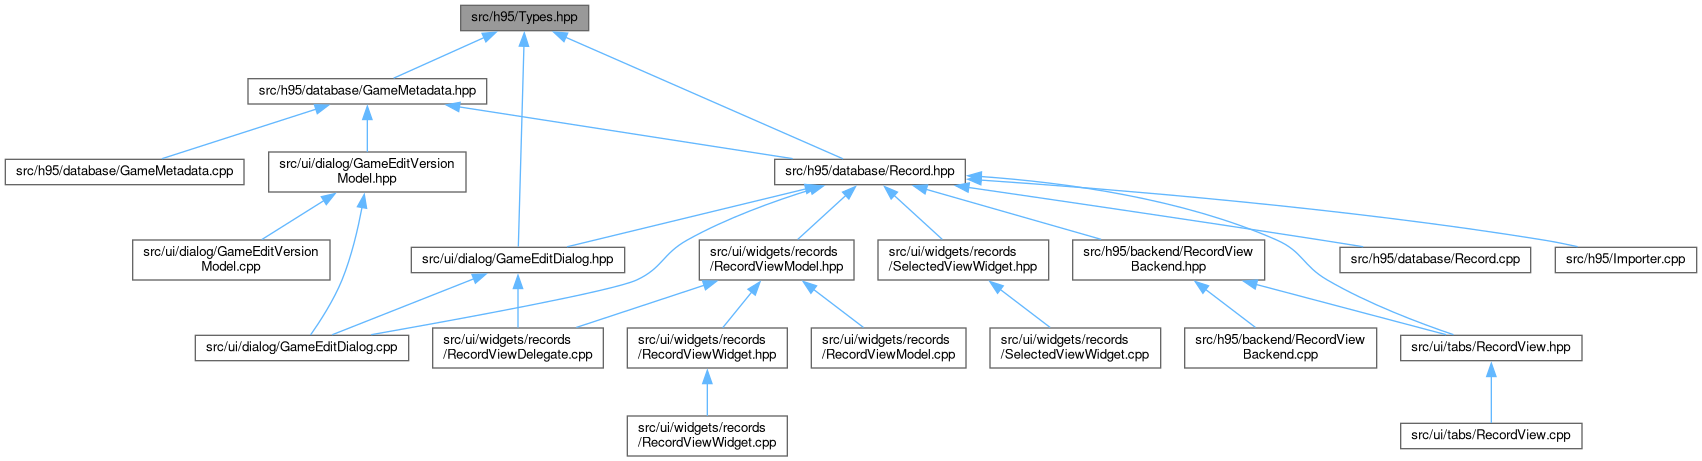 src/h95/Types.hpp
src/h95/database/GameMetadata.hpp
src/h95/database/GameMetadata.cpp
src/ui/dialog/GameEditVersion
Model.hpp
src/h95/database/Record.hpp
src/ui/dialog/GameEditVersion
Model.cpp
src/ui/dialog/GameEditDialog.hpp
src/ui/widgets/records
/RecordViewModel.hpp
src/ui/widgets/records
/SelectedViewWidget.hpp
src/h95/backend/RecordView
Backend.hpp
src/h95/database/Record.cpp
src/h95/Importer.cpp
src/ui/dialog/GameEditDialog.cpp
src/ui/widgets/records
/RecordViewDelegate.cpp
src/ui/widgets/records
/RecordViewWidget.hpp
src/ui/widgets/records
/RecordViewModel.cpp
src/ui/widgets/records
/SelectedViewWidget.cpp
src/h95/backend/RecordView
Backend.cpp
src/ui/tabs/RecordView.hpp
src/ui/widgets/records
/RecordViewWidget.cpp
src/ui/tabs/RecordView.cpp